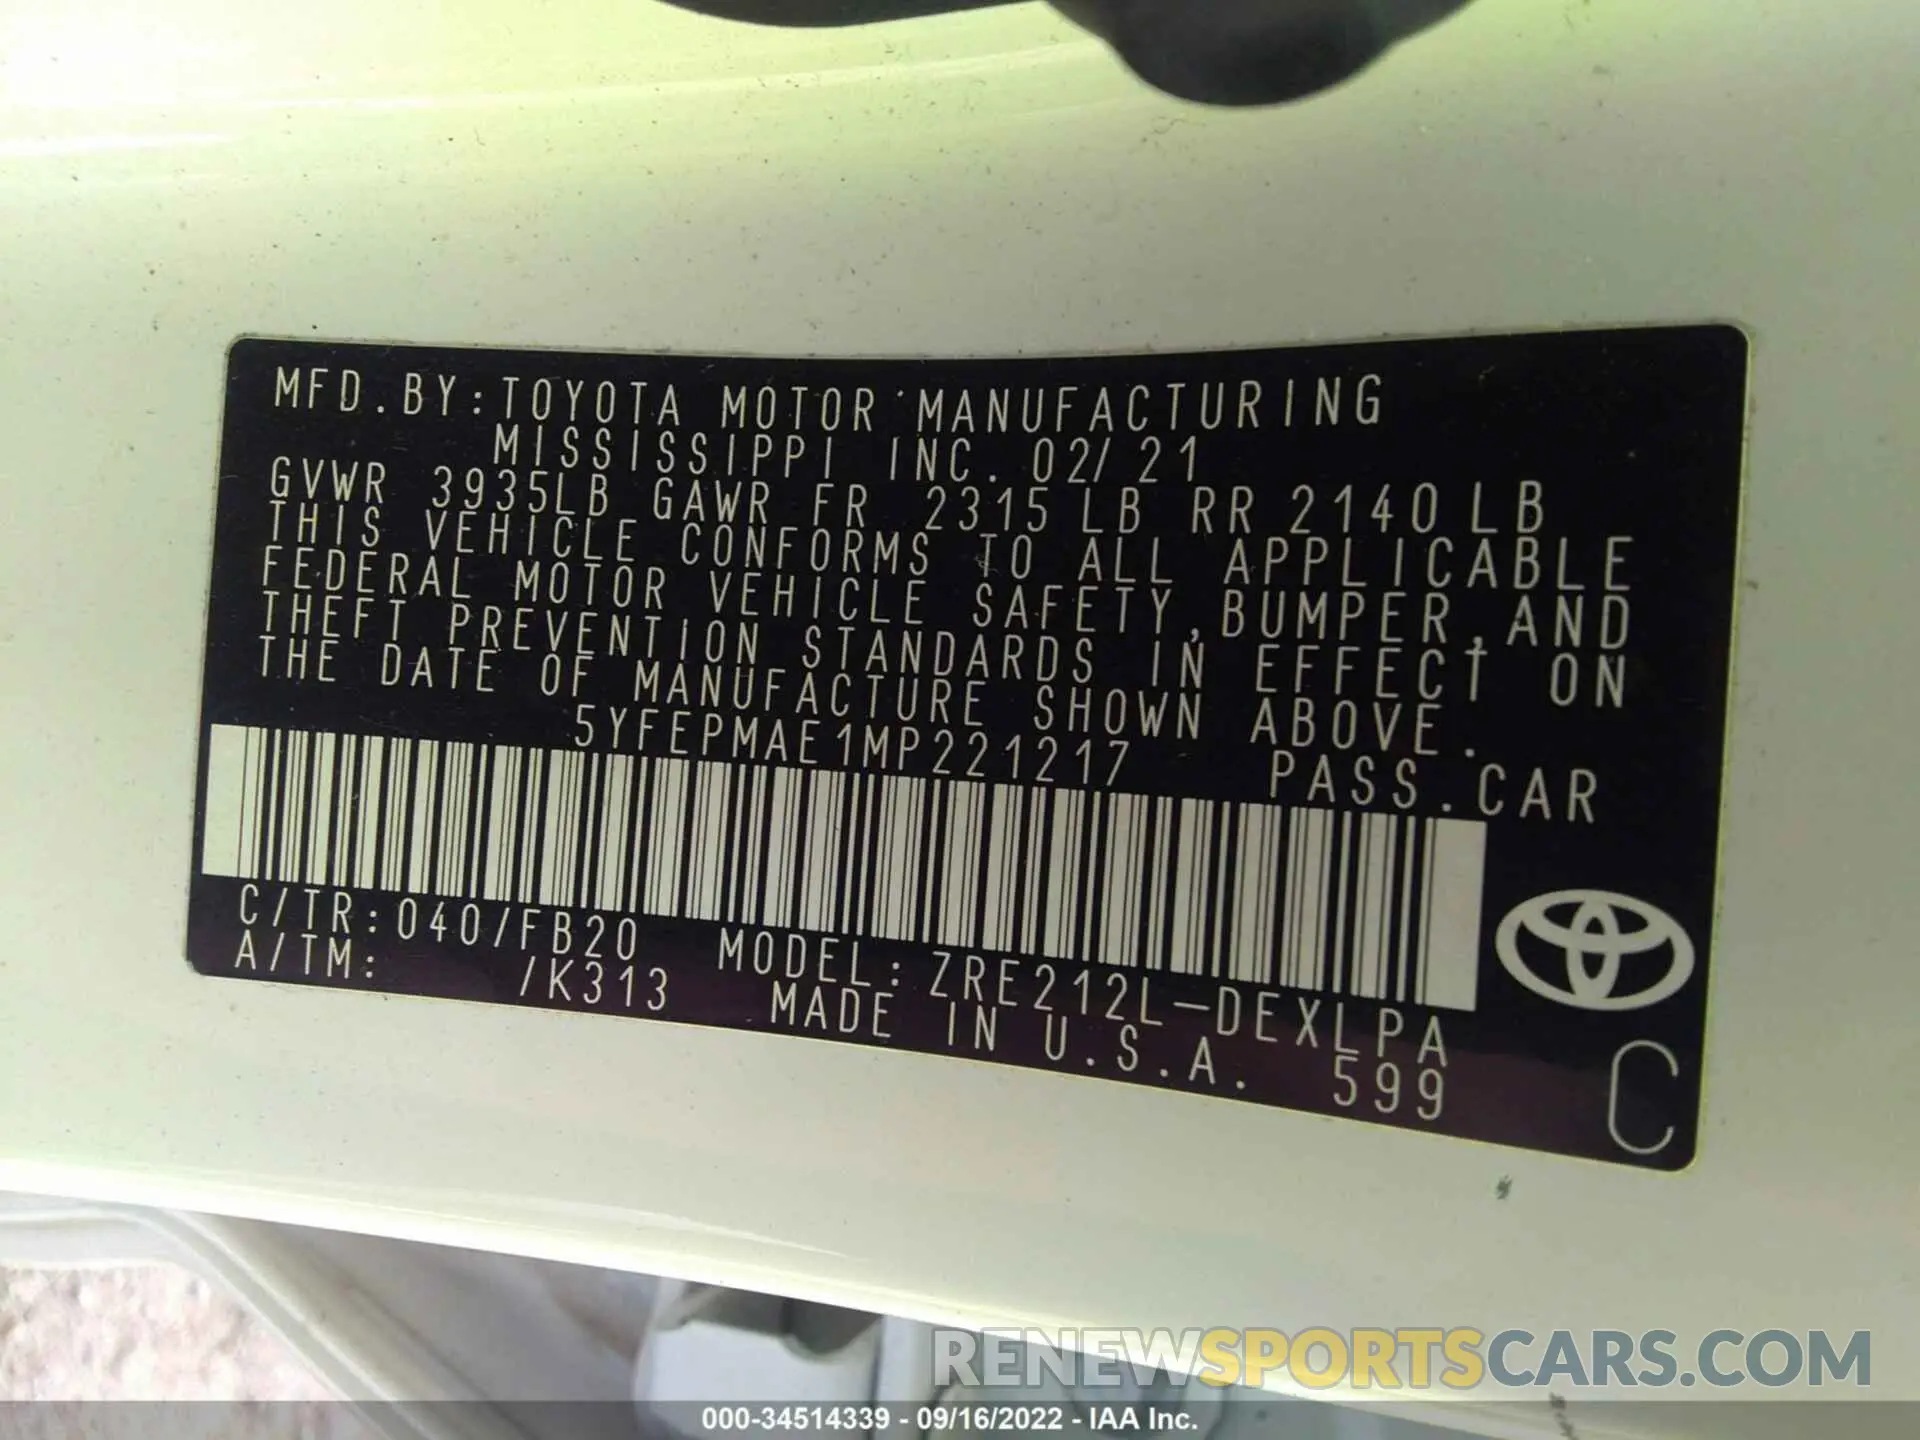 MFD.BY:TOYOTA MOTOR MANUFACTURING
MISSISSIPPI INC. 02/21
GVWR 3935LB GAWR FR 2315LB RR 2140LB
THIS VEHICLE CONFORMS TO ALL APPLICABLE
FEDERAL MOTOR VEHICLE SAFETY,BUMPER,AND
THEFT PREVENTION STANDARDS IN EFFECT ON
THE DATE OF MANUFACTURE SHOWN ABOVE.
5YFEPMAE1MP221217 PASS.CAR
C/TR:040/FB20 MODEL:ZRE212L-DEXLPA
A/TM: /K313 MADE IN U.S.A. 599
C
RENEWSPORTSCARS.COM
000-34514339 - 09/16/2022 - IAA Inc.